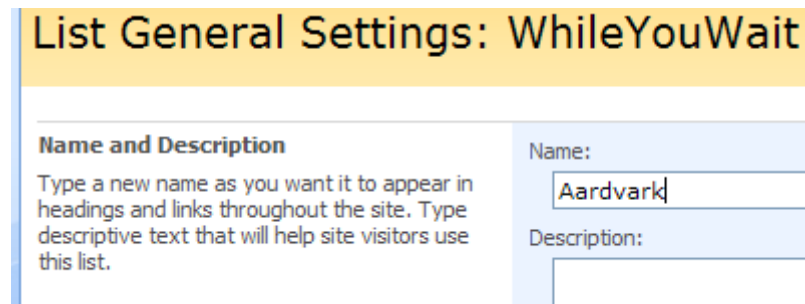 List General Settings: WhileYouWait
Name and Description
Type a new name as you want it to appear in
headings and links throughout the site. Type
descriptive text that will help site visitors use
this list.
Name:
Aardvark
Description: